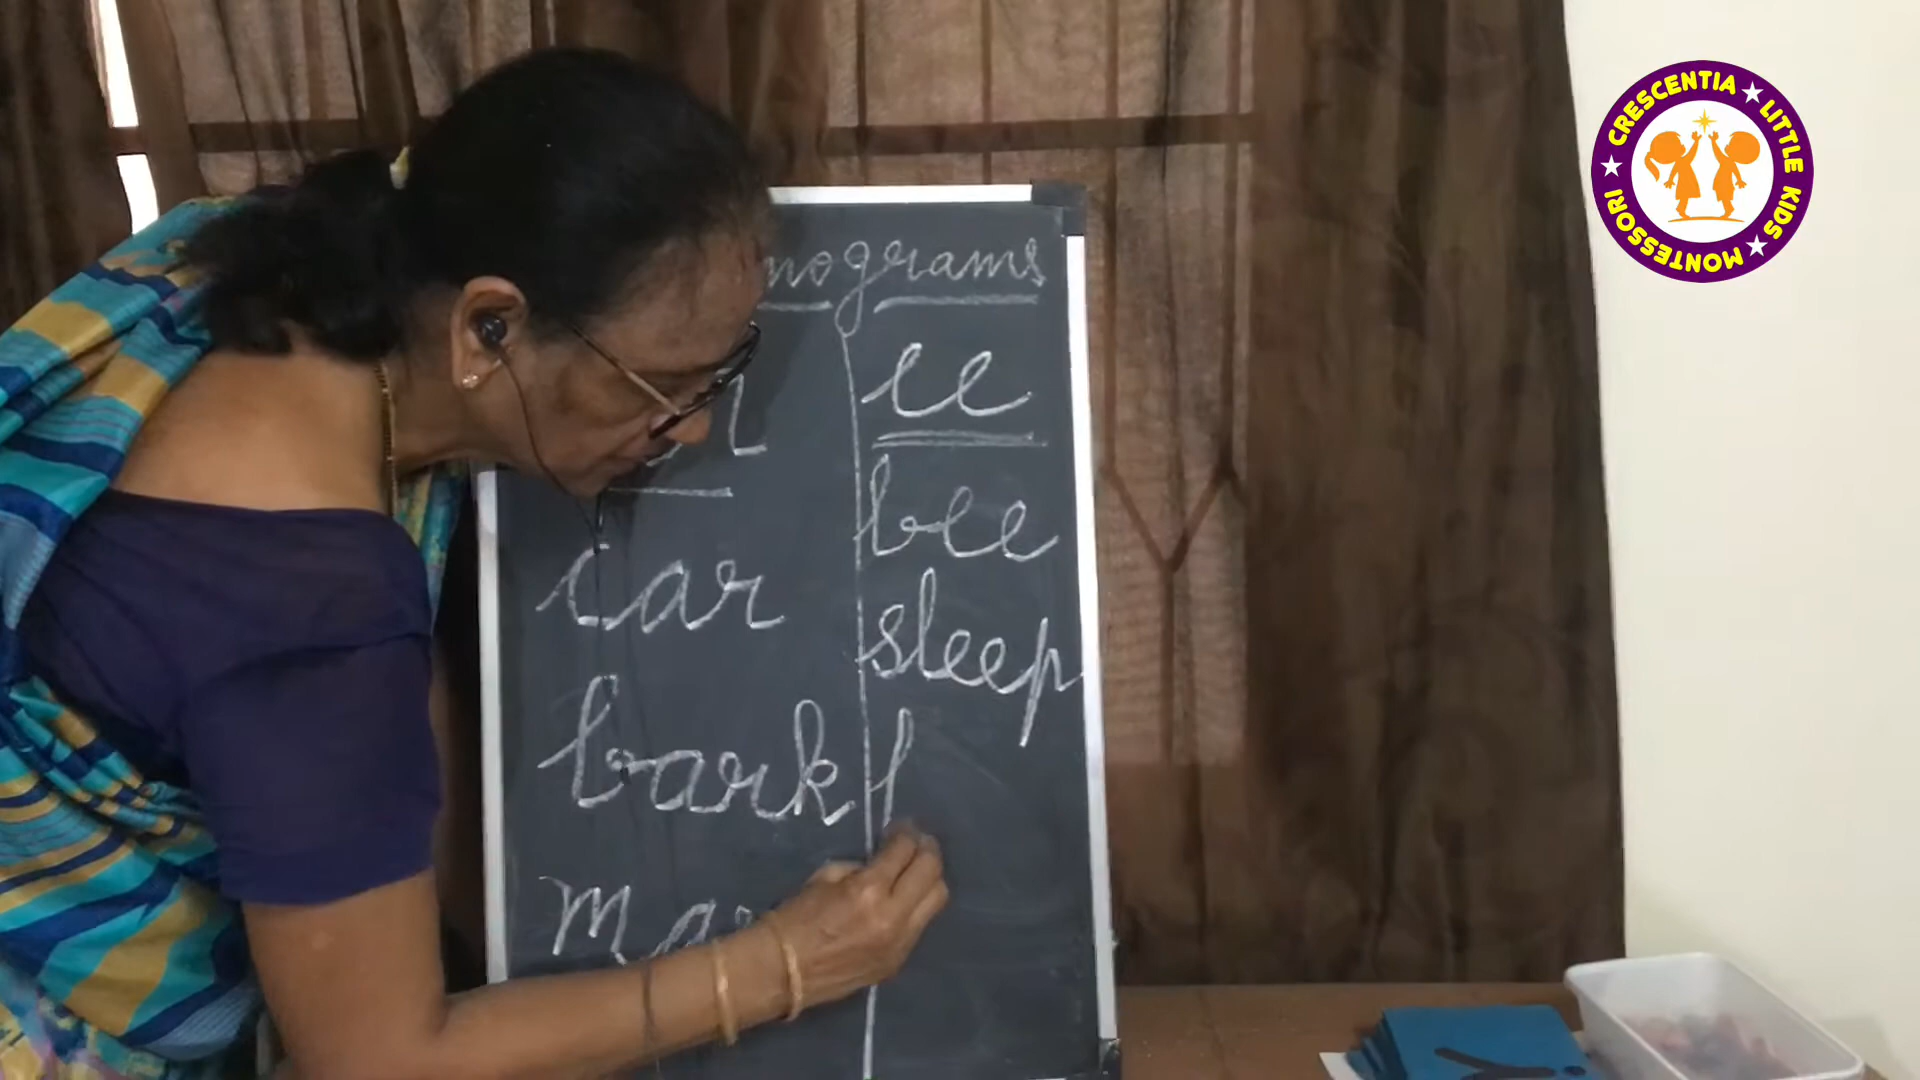 nograms
ee
car
bee
bark
sleep
CRESCENTIA ★ LITTLE KIDS ★ MONTESSORI ★